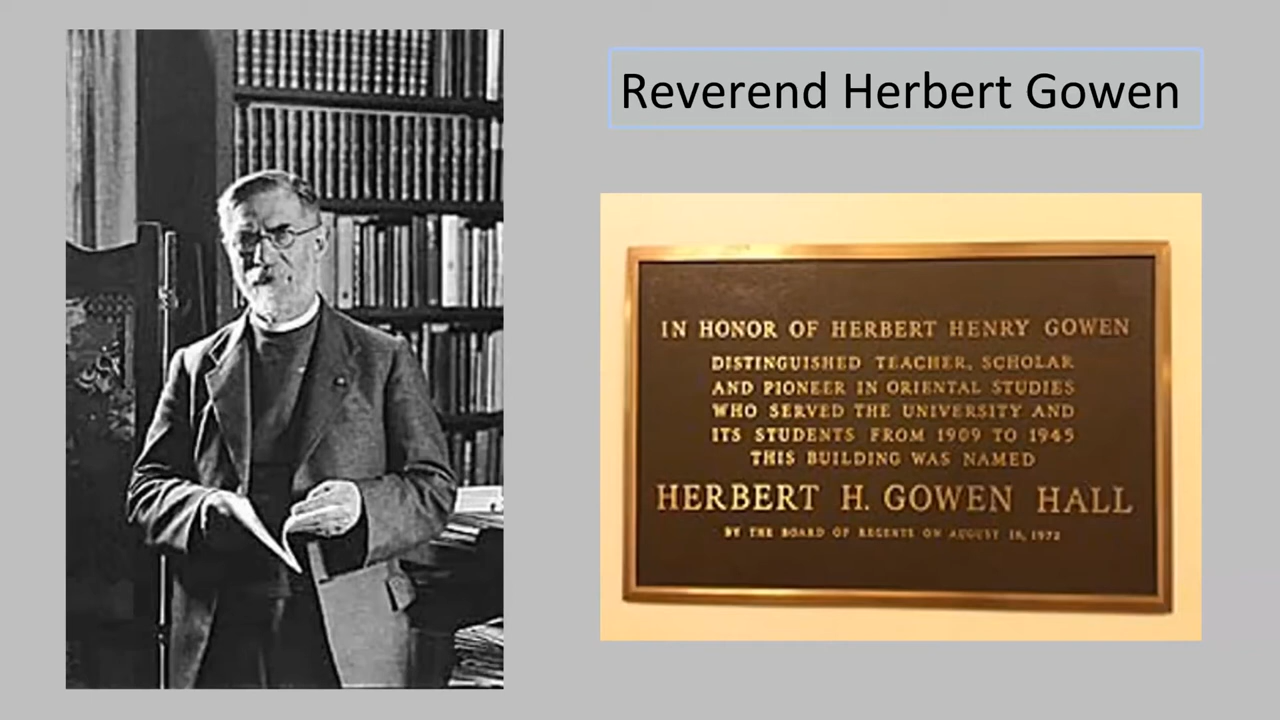 Reverend Herbert Gowen
IN HONOR OF HERBERT HENRY GOWEN
DISTINGUISHED TEACHER, SCHOLAR
AND PIONEER IN ORIENTAL STUDIES
WHO SERVED THE UNIVERSITY AND
ITS STUDENTS FROM 1909 TO 1945
THIS BUILDING WAS NAMED
HERBERT H. GOWEN HALL
BY THE BOARD OF REGENTS ON AUGUST 18, 1972